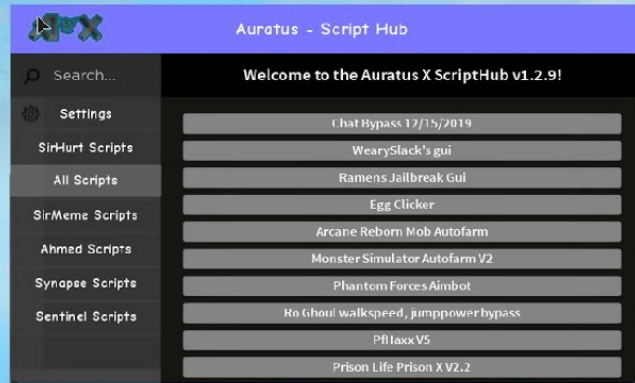 Auratus - Script Hub
Search...
Welcome to the Auratus X ScriptHub v1.2.9!
Settings
SirHurt Scripts
All Scripts
SirMeme Scripts
Ahmed Scripts
Synapse Scripts
Sentinel Scripts
Chat Bypass 12/15/2019
WearySlack's gui
Ramens Jailbreak Gui
Egg Clicker
Arcane Reborn Mob Autofarm
Monster Simulator Autofarm V2
Phantom Forces Aimbot
Ro Ghoul walkspeed, jumppower bypass
PfHaxx V5
Prison Life Prison X V2.2